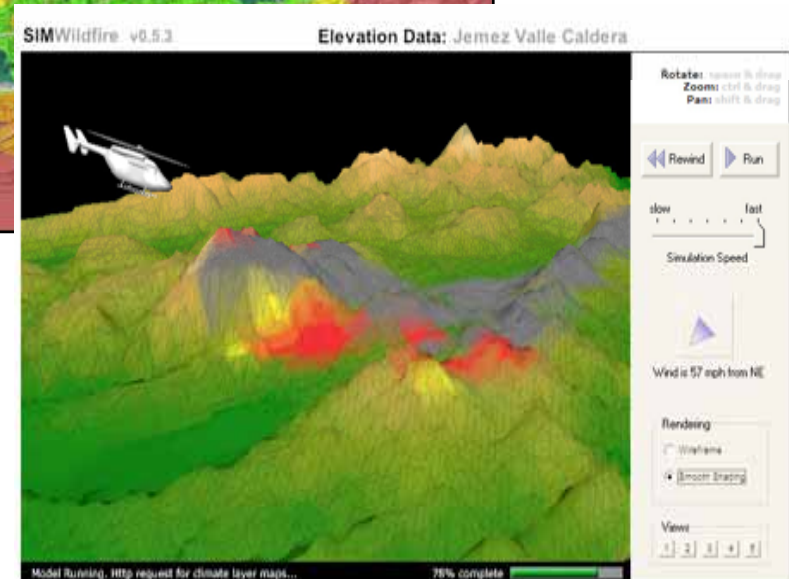 SIMWildfire v0.5.3
Elevation Data: Jemez Valle Caldera
Rotate: space & drag
Zoom: ctrl & drag
Pan: shift & drag
Rewind
Run
slow fast
Simulation Speed
Wind is 57 mph from NE
Rendering
Wireframe
Smooth Shading
Views
1 2 3 4 5
Model Running. Http request for climate layer maps...
78% complete